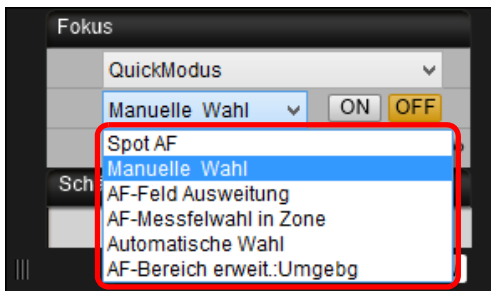 Fokus
QuickModus
Manuelle Wahl ON OFF
Spot AF
Manuelle Wahl
AF-Feld Ausweitung
AF-Messfelwahl in Zone
Automatische Wahl
AF-Bereich erweit.:Umgebg
Sch